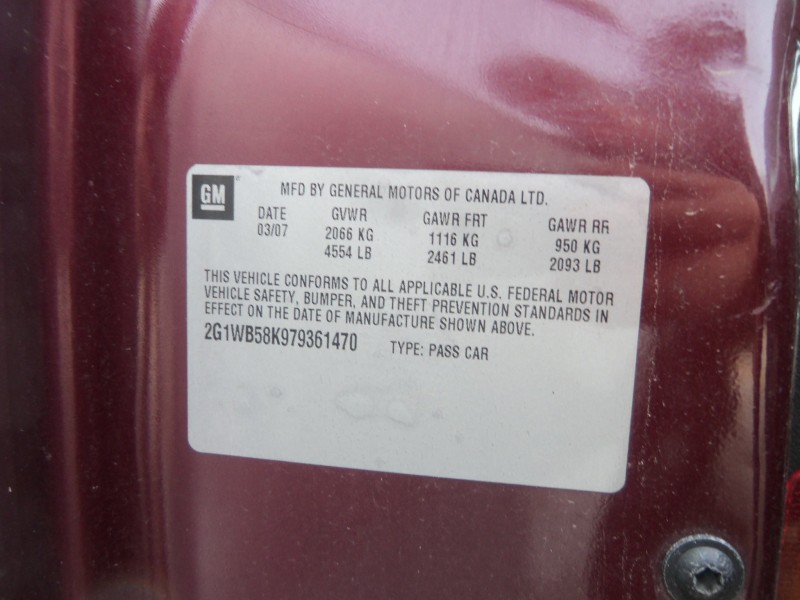 GM MFD BY GENERAL MOTORS OF CANADA LTD.
DATE GVWR GAWR FRT GAWR RR
03/07 2066 KG 1116 KG 950 KG
4554 LB 2461 LB 2093 LB
THIS VEHICLE CONFORMS TO ALL APPLICABLE U.S. FEDERAL MOTOR
VEHICLE SAFETY, BUMPER, AND THEFT PREVENTION STANDARDS IN
EFFECT ON THE DATE OF MANUFACTURE SHOWN ABOVE.
2G1WB58K979361470 TYPE: PASS CAR